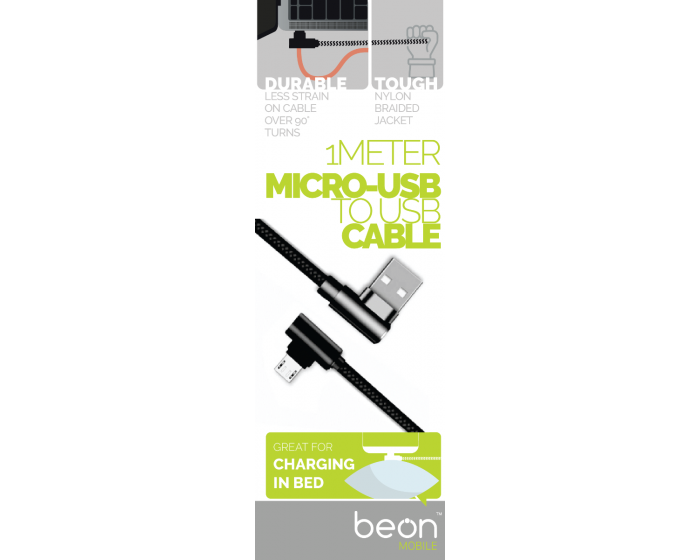 DURABLE
LESS STRAIN
ON CABLE
OVER 90°
TURNS
TOUGH
NYLON
BRAIDED
JACKET
1METER
MICRO-USB
TO USB
CABLE
GREAT FOR
CHARGING
IN BED
beon™
MOBILE